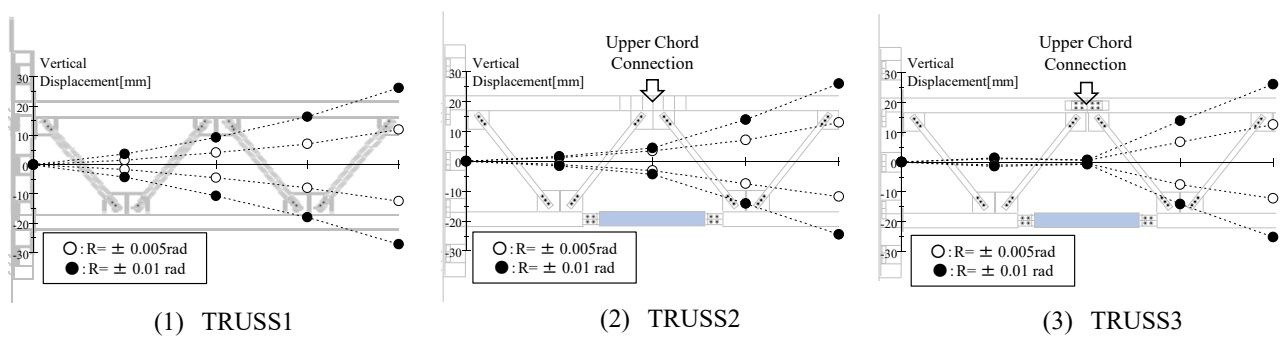 Vertical
Displacement[mm]
30
20
10
0
-10
-20
-30
○: R= ± 0.005rad
●: R= ± 0.01 rad
(1) TRUSS1
Upper Chord
Connection
Vertical
Displacement[mm]
30
20
10
0
-10
-20
-30
○: R= ± 0.005rad
●: R= ± 0.01 rad
(2) TRUSS2
Upper Chord
Connection
Vertical
Displacement[mm]
30
20
10
0
-10
-20
-30
○: R= ± 0.005rad
●: R= ± 0.01 rad
(3) TRUSS3